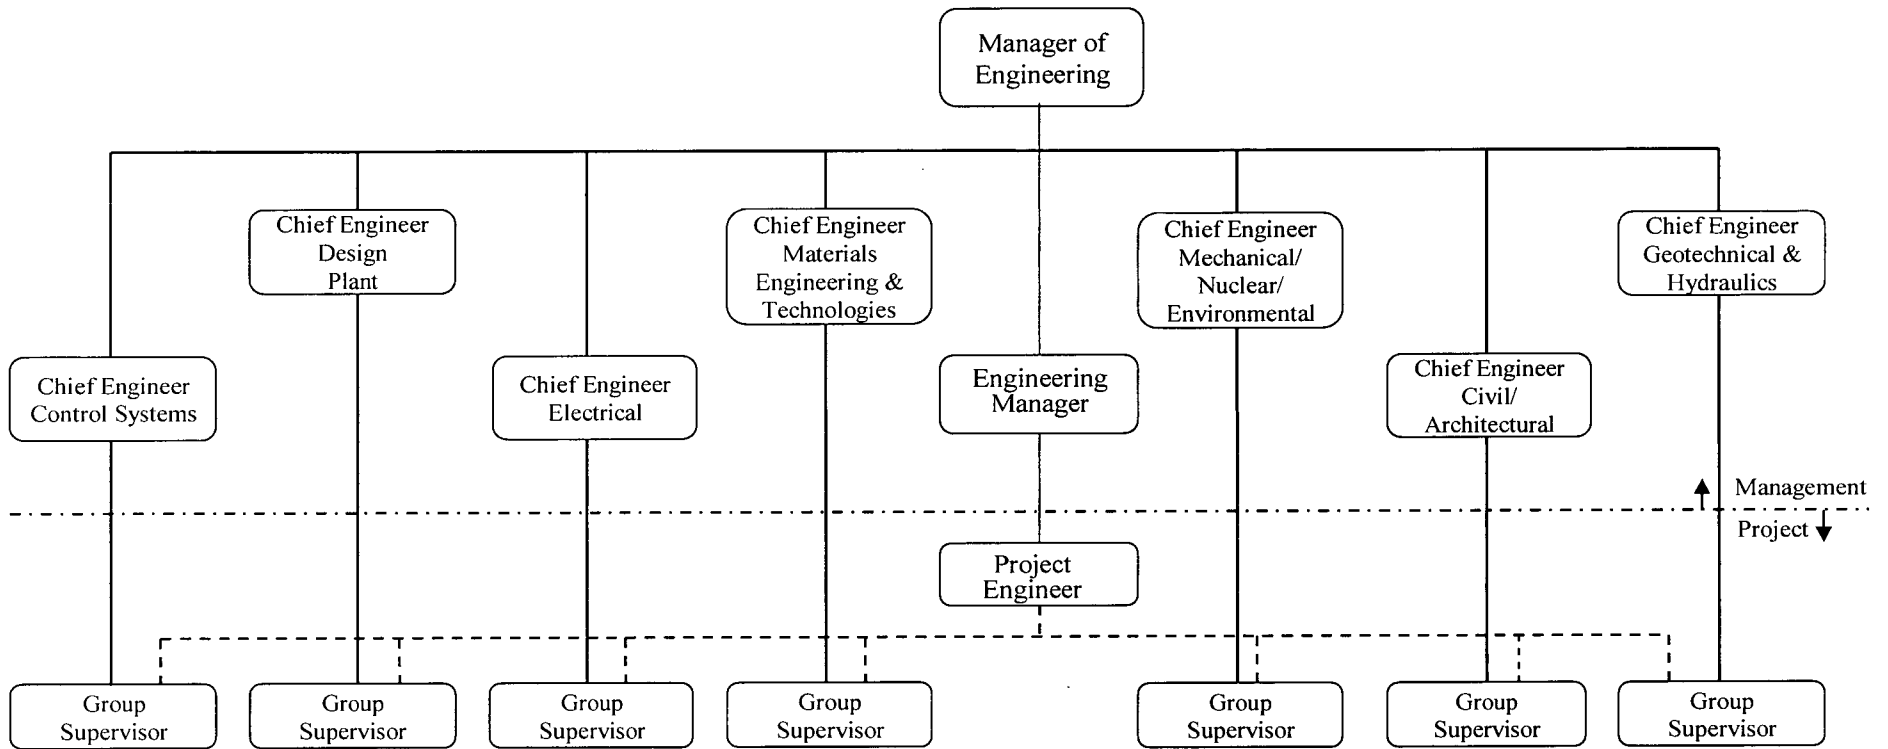 Manager of
Engineering
Chief Engineer
Design
Plant
Chief Engineer
Materials
Engineering &
Technologies
Chief Engineer
Mechanical/
Nuclear/
Environmental
Chief Engineer
Geotechnical &
Hydraulics
Chief Engineer
Control Systems
Chief Engineer
Electrical
Engineering
Manager
Chief Engineer
Civil/
Architectural
Management
Project
Project
Engineer
Group
Supervisor
Group
Supervisor
Group
Supervisor
Group
Supervisor
Group
Supervisor
Group
Supervisor
Group
Supervisor